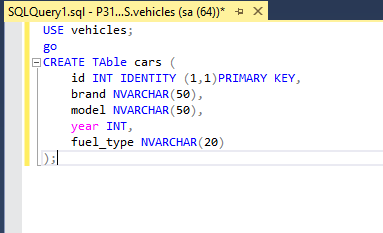 SQLQuery1.sql - P31...S.vehicles (sa (64))*
USE vehicles;
go
CREATE TAble cars (
id INT IDENTITY (1,1)PRIMARY KEY,
brand NVARCHAR(50),
model NVARCHAR(50),
year INT,
fuel_type NVARCHAR(20)
);